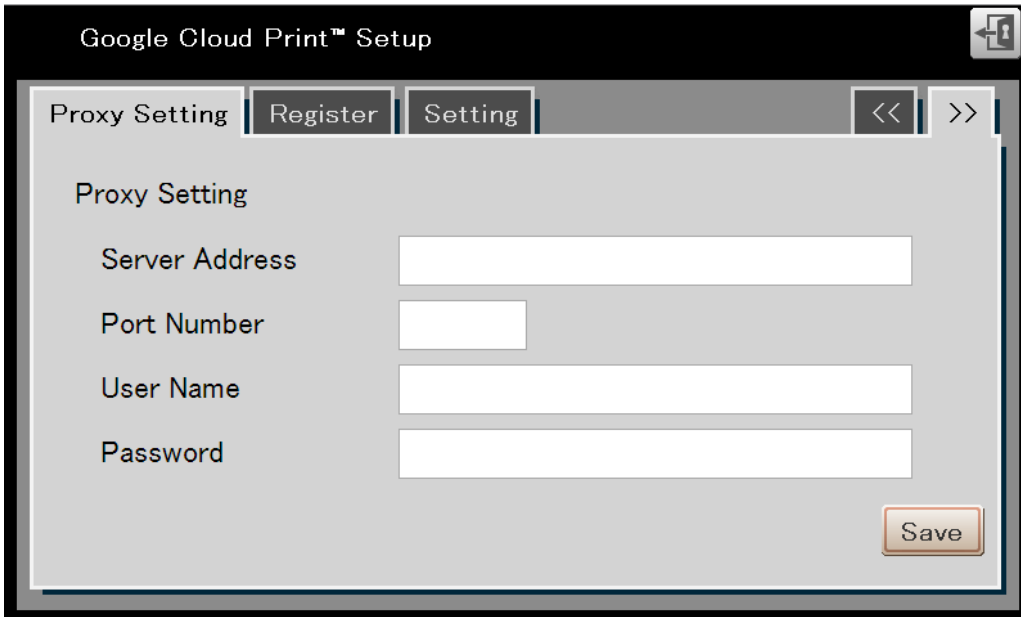 Google Cloud Print™ Setup
Proxy Setting Register Setting << >>
Proxy Setting
Server Address
Port Number
User Name
Password
Save